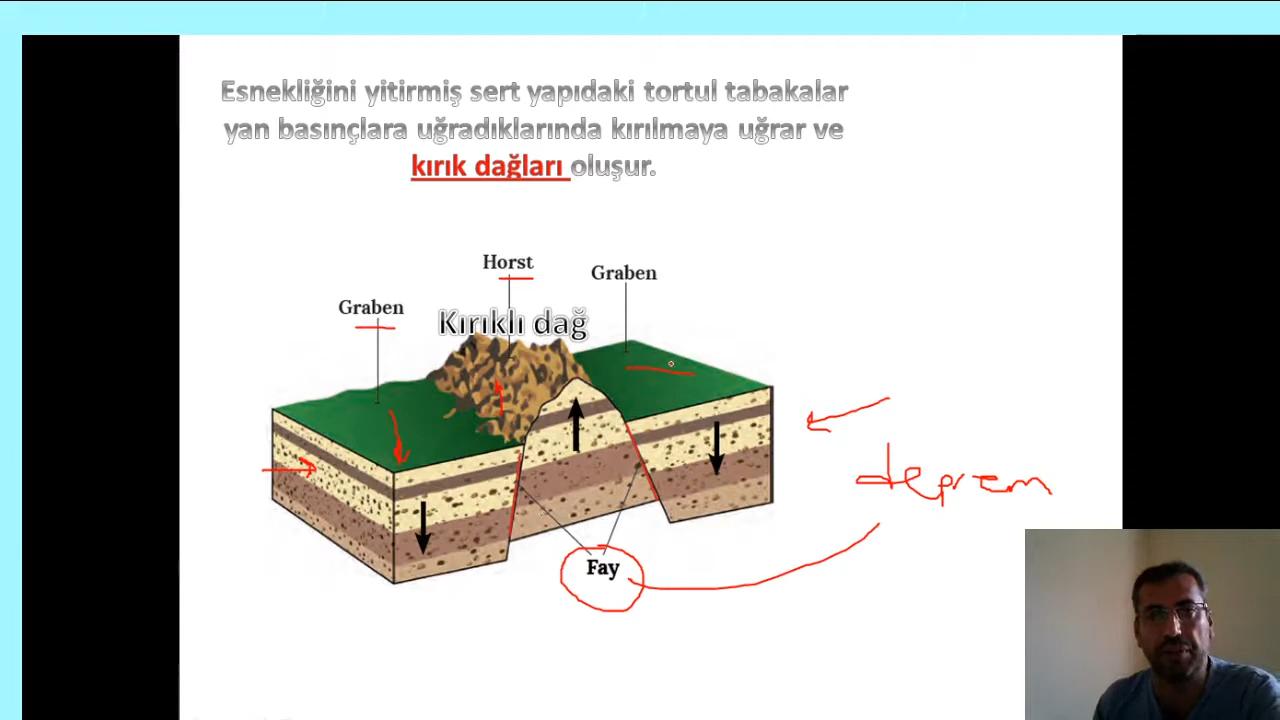 Esnekliğini yitirmiş sert yapıdaki tortul tabakalar
yan basınçlara uğradıklarında kırılmaya uğrar ve
kırık dağları oluşur.
Horst
Graben
Graben
Kırıklı dağ
deprem
Fay